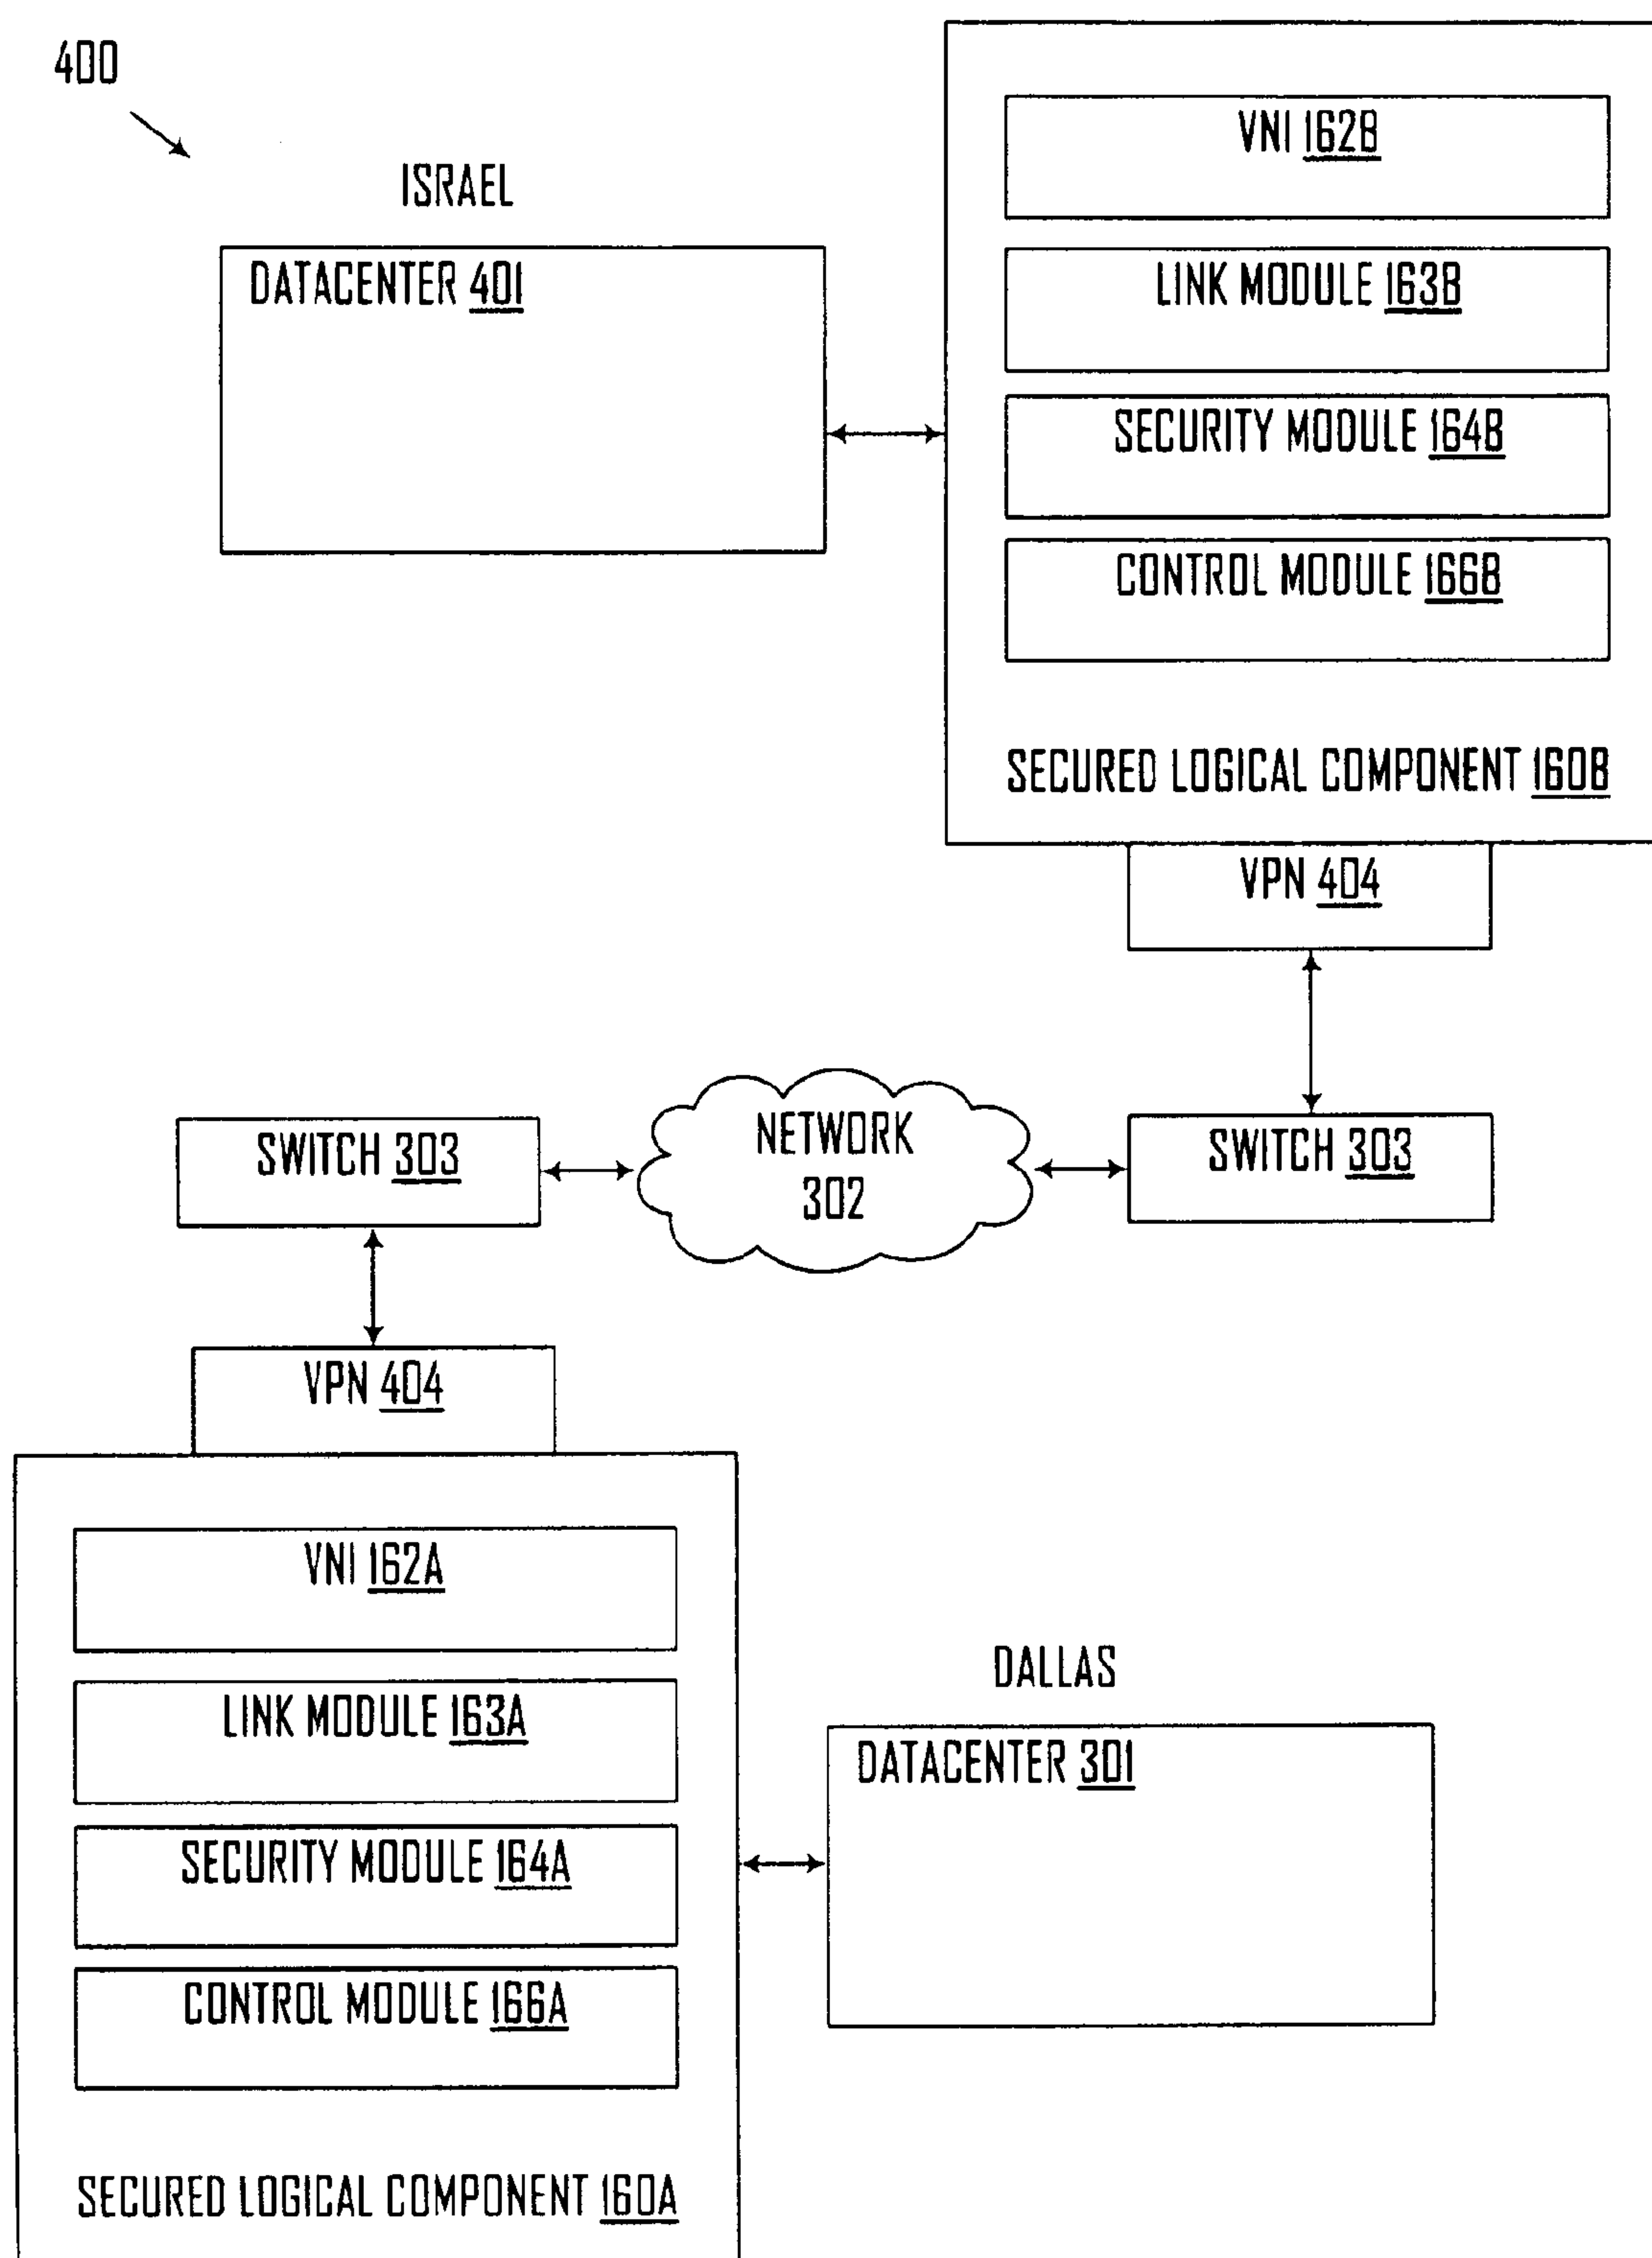 400
ISRAEL
DATACENTER 401
VNI 162B
LINK MODULE 163B
SECURITY MODULE 164B
CONTROL MODULE 166B
SECURED LOGICAL COMPONENT 160B
VPN 404
SWITCH 303
NETWORK
302
SWITCH 303
VPN 404
VNI 162A
LINK MODULE 163A
SECURITY MODULE 164A
CONTROL MODULE 166A
SECURED LOGICAL COMPONENT 160A
DALLAS
DATACENTER 301